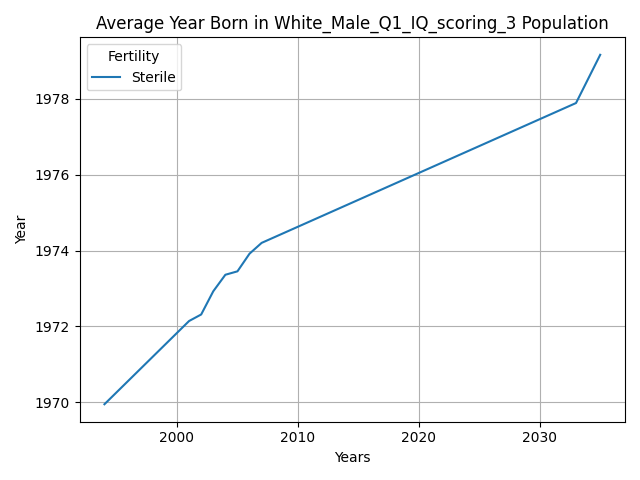 Average Year Born in White_Male_Q1_IQ_scoring_3 Population
Fertility
Sterile
1978
1976
1974
1972
1970
Year
2000 2010 2020 2030
Years